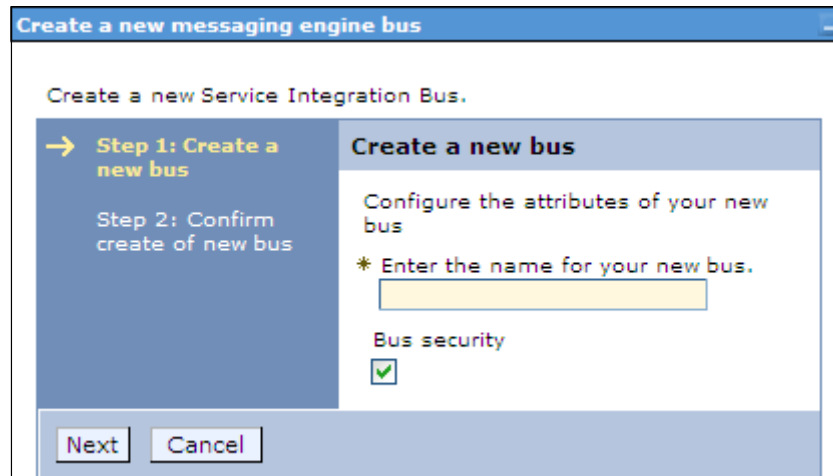 Create a new messaging engine bus
Create a new Service Integration Bus.
Step 1: Create a
new bus
Step 2: Confirm
create of new bus
Create a new bus
Configure the attributes of your new
bus
* Enter the name for your new bus.
Bus security
Next
Cancel